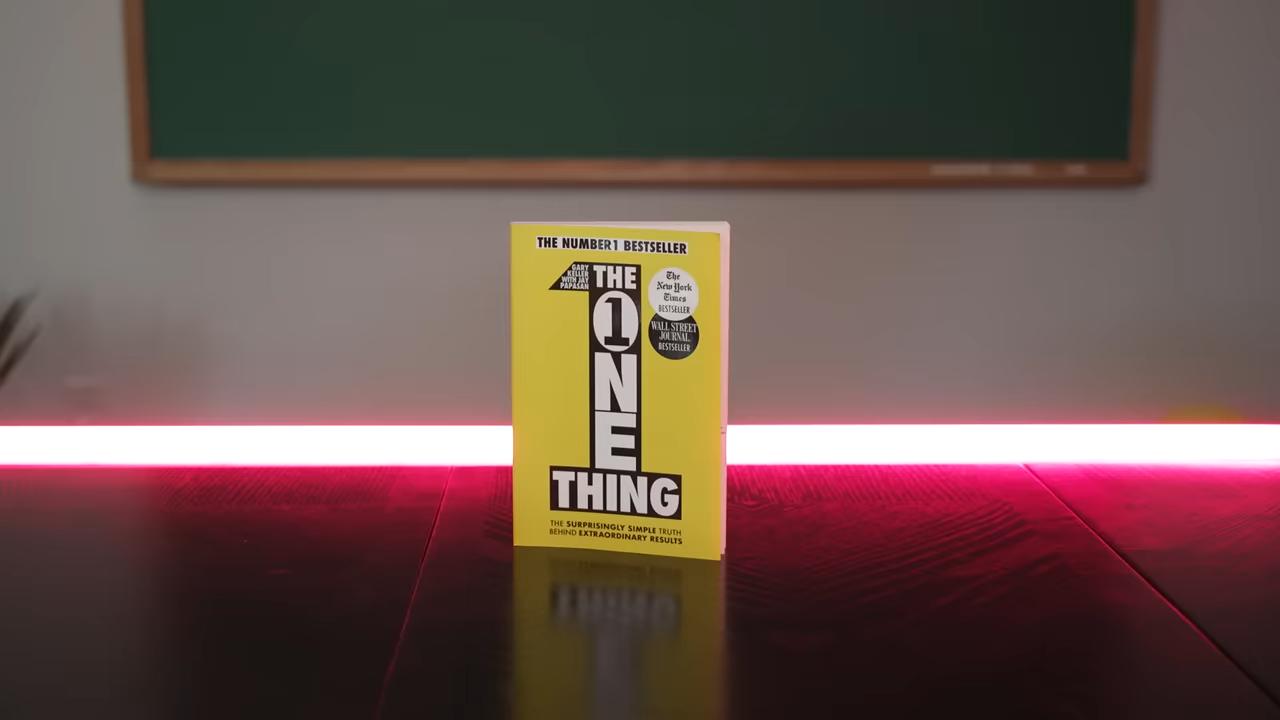 THE NUMBER1 BESTSELLER
GARY
KELLER
WITH JAY
PAPASAN
THE
The
New York
Times
BESTSELLER
WALL STREET
JOURNAL.
BESTSELLER
1
N
E
THING
THE SURPRISINGLY SIMPLE TRUTH
BEHIND EXTRAORDINARY RESULTS